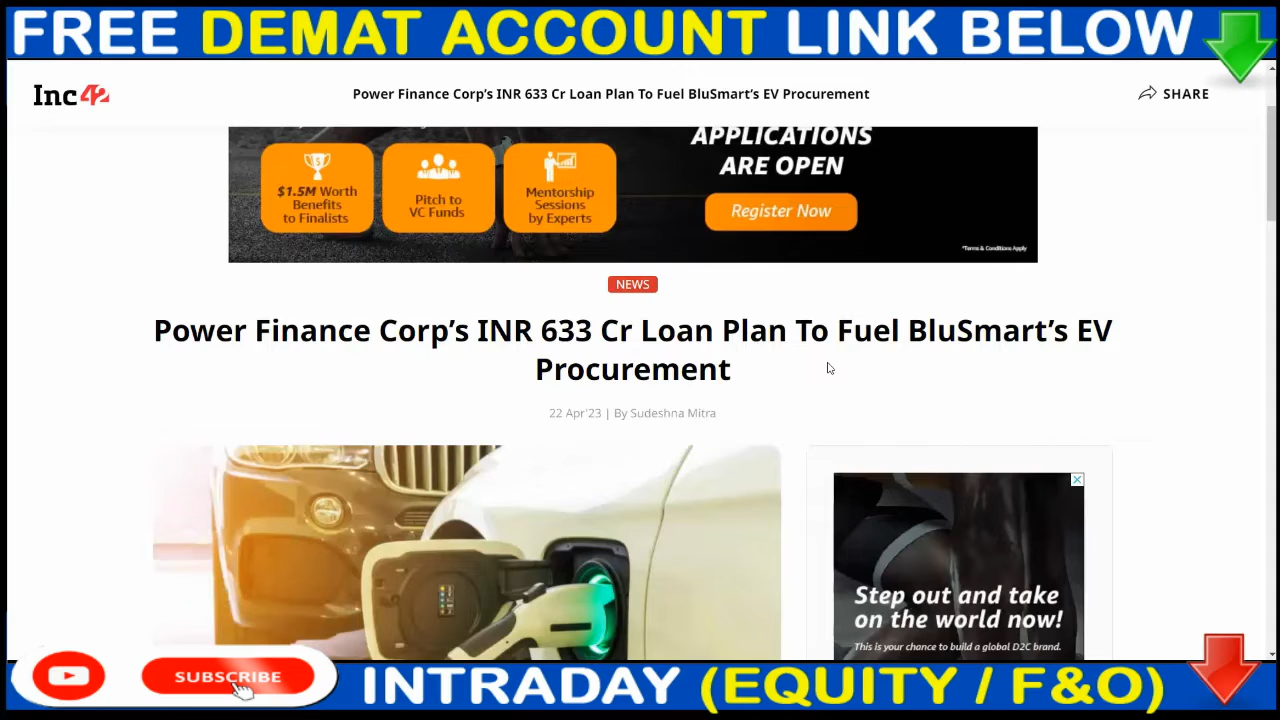 FREE DEMAT ACCOUNT LINK BELOW
Inc42
Power Finance Corp’s INR 633 Cr Loan Plan To Fuel BluSmart’s EV Procurement
SHARE
$1.5M Worth
Benefits
to Finalists
Pitch to
VC Funds
Mentorship
Sessions
by Experts
APPLICATIONS
ARE OPEN
Register Now
*Terms & Conditions Apply
NEWS
Power Finance Corp’s INR 633 Cr Loan Plan To Fuel BluSmart’s EV
Procurement
22 Apr'23 | By Sudeshna Mitra
Step out and take
on the world now!
This is your chance to build a global D2C brand.
SUBSCRIBE
INTRADAY (EQUITY / F&O)